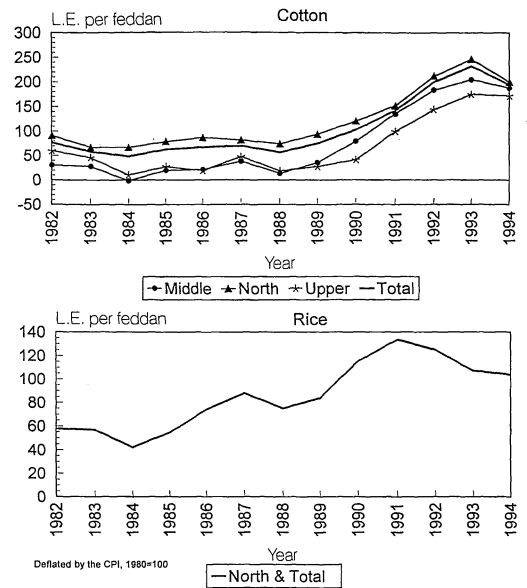 L.E. per feddan Cotton
300
250
200
150
100
50
0
-50
1982 1983 1984 1985 1986 1987 1988 1989 1990 1991 1992 1993 1994
Year
Middle North Upper Total
L.E. per feddan Rice
140
120
100
80
60
40
20
0
1982 1983 1984 1985 1986 1987 1988 1989 1990 1991 1992 1993 1994
Year
Deflated by the CPI, 1980=100
North & Total